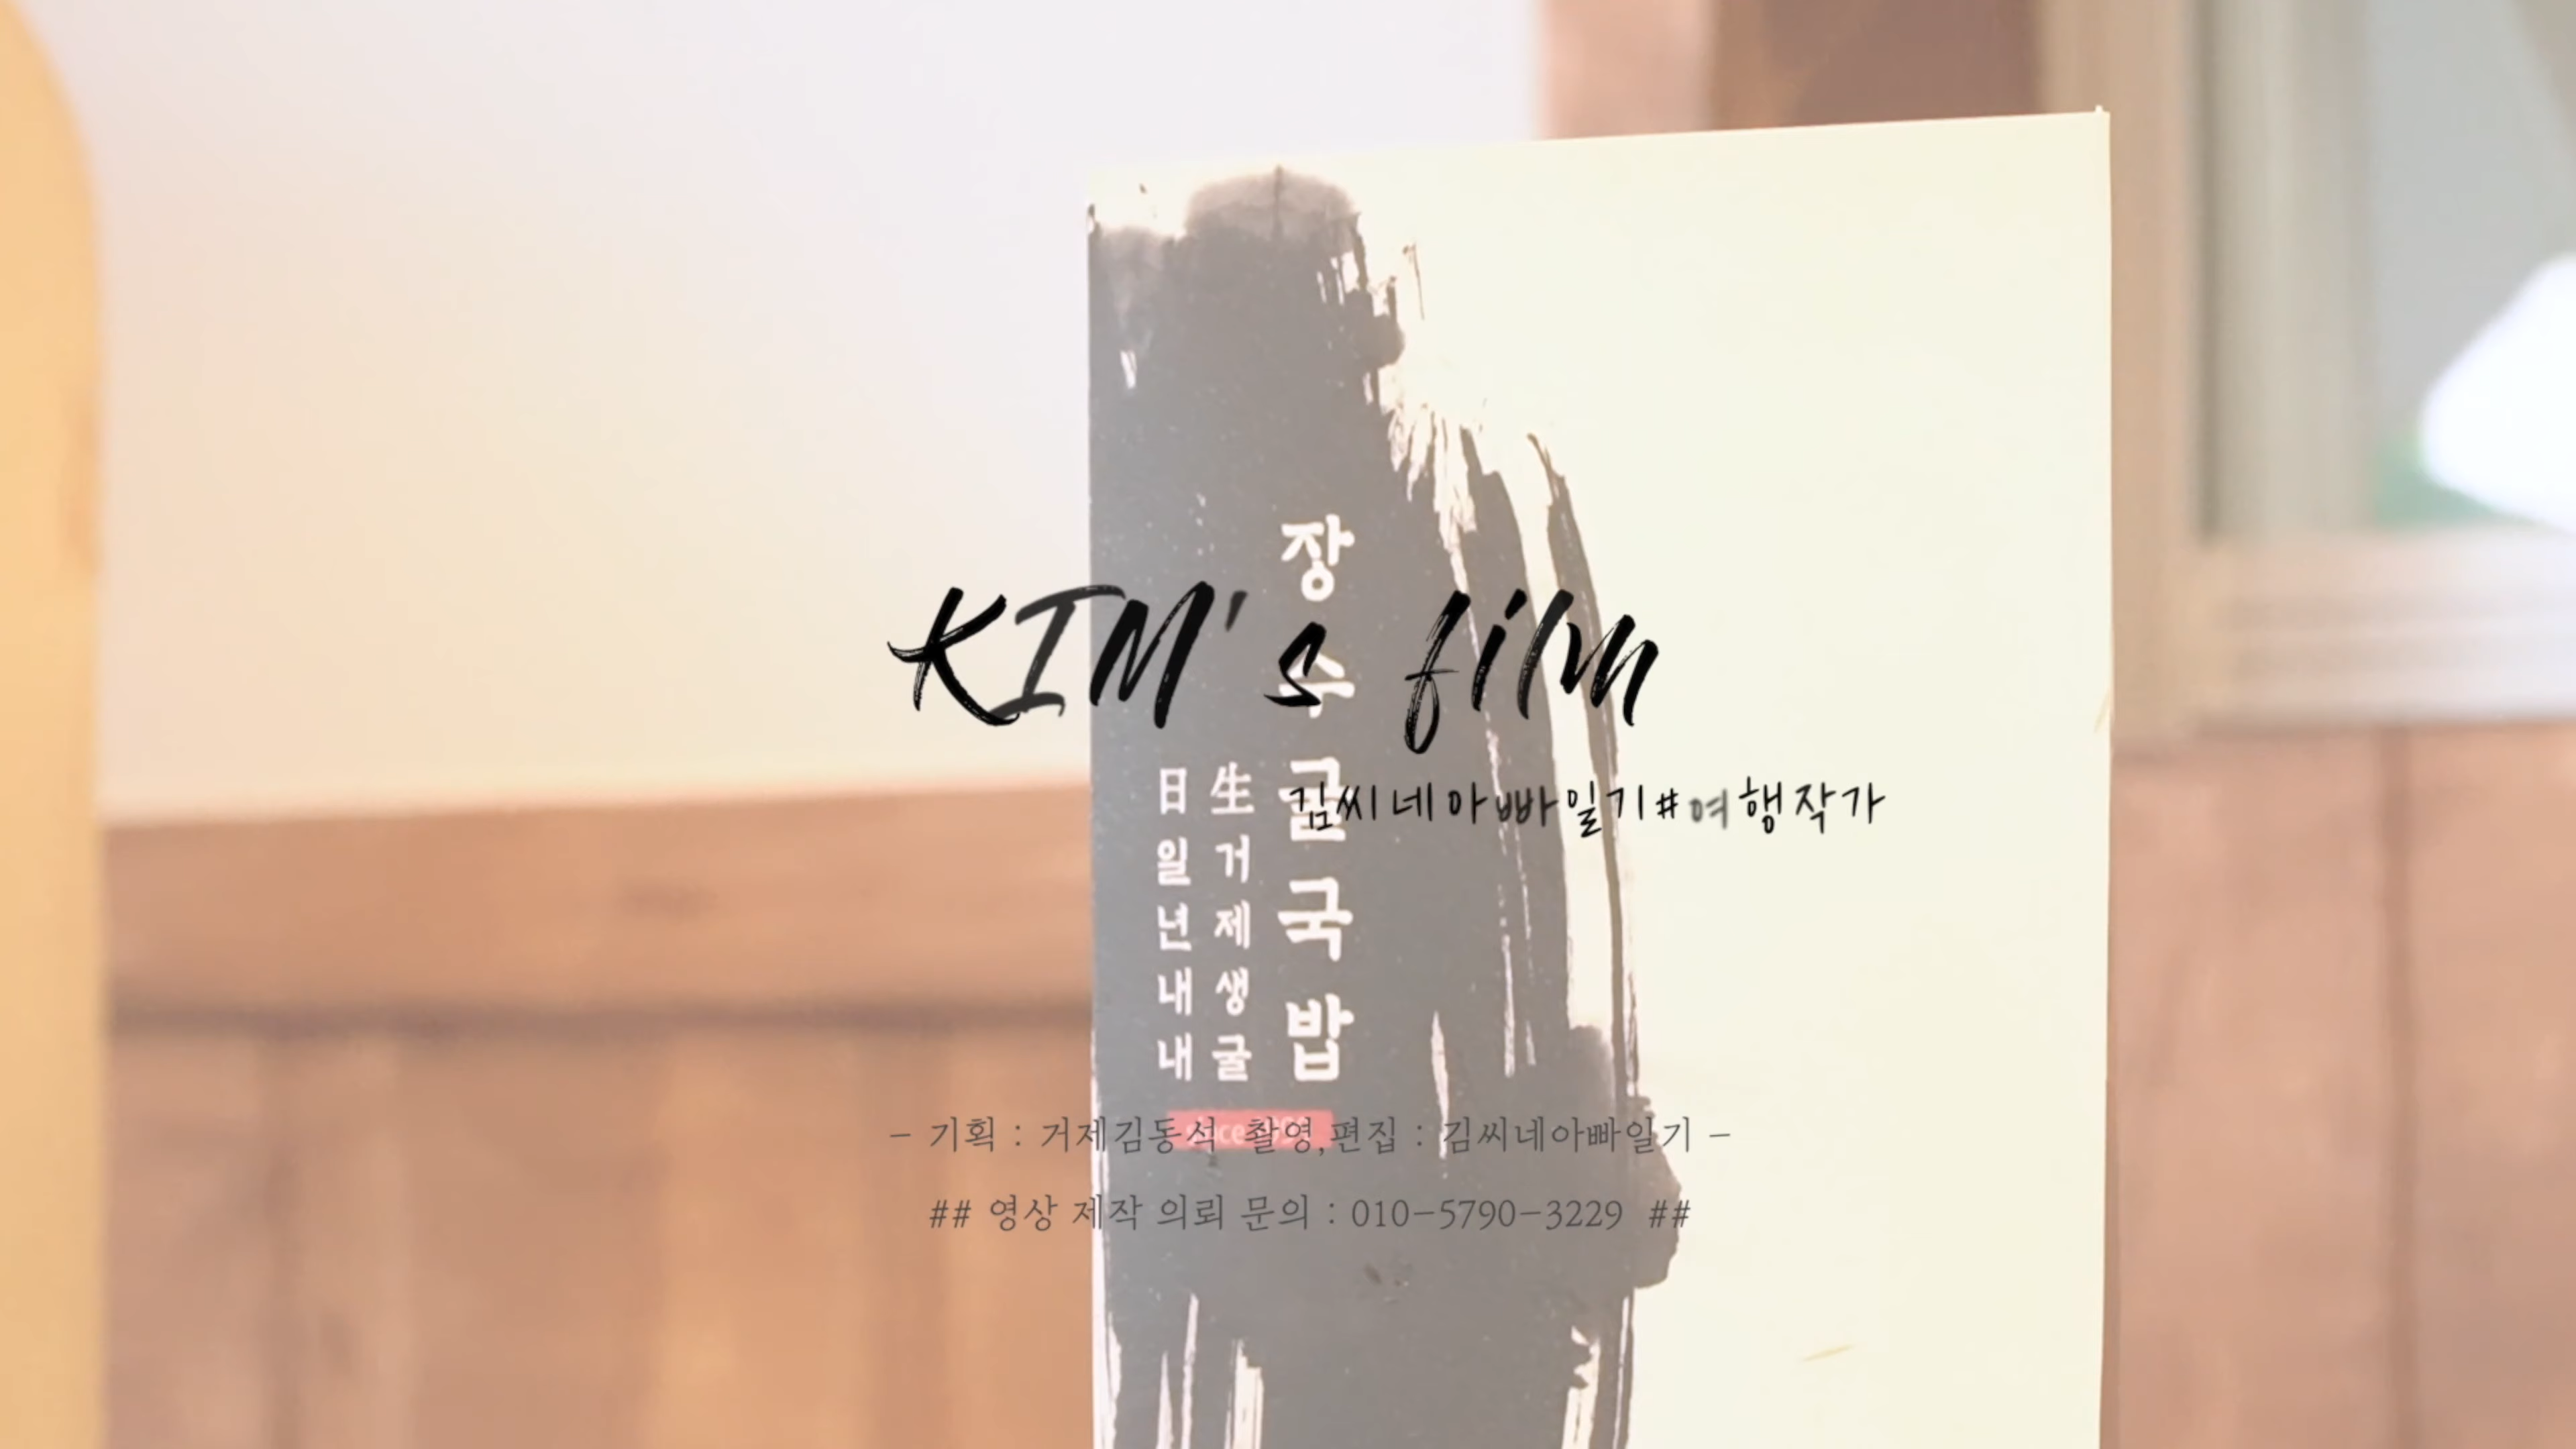 KIM's film
김씨네아빠일기#여행작가
장수굴국밥
生거제생굴
日일년내내
- 기획 : 거제김동석 촬영,편집 : 김씨네아빠일기 -
## 영상 제작 의뢰 문의 : 010-5790-3229 ##